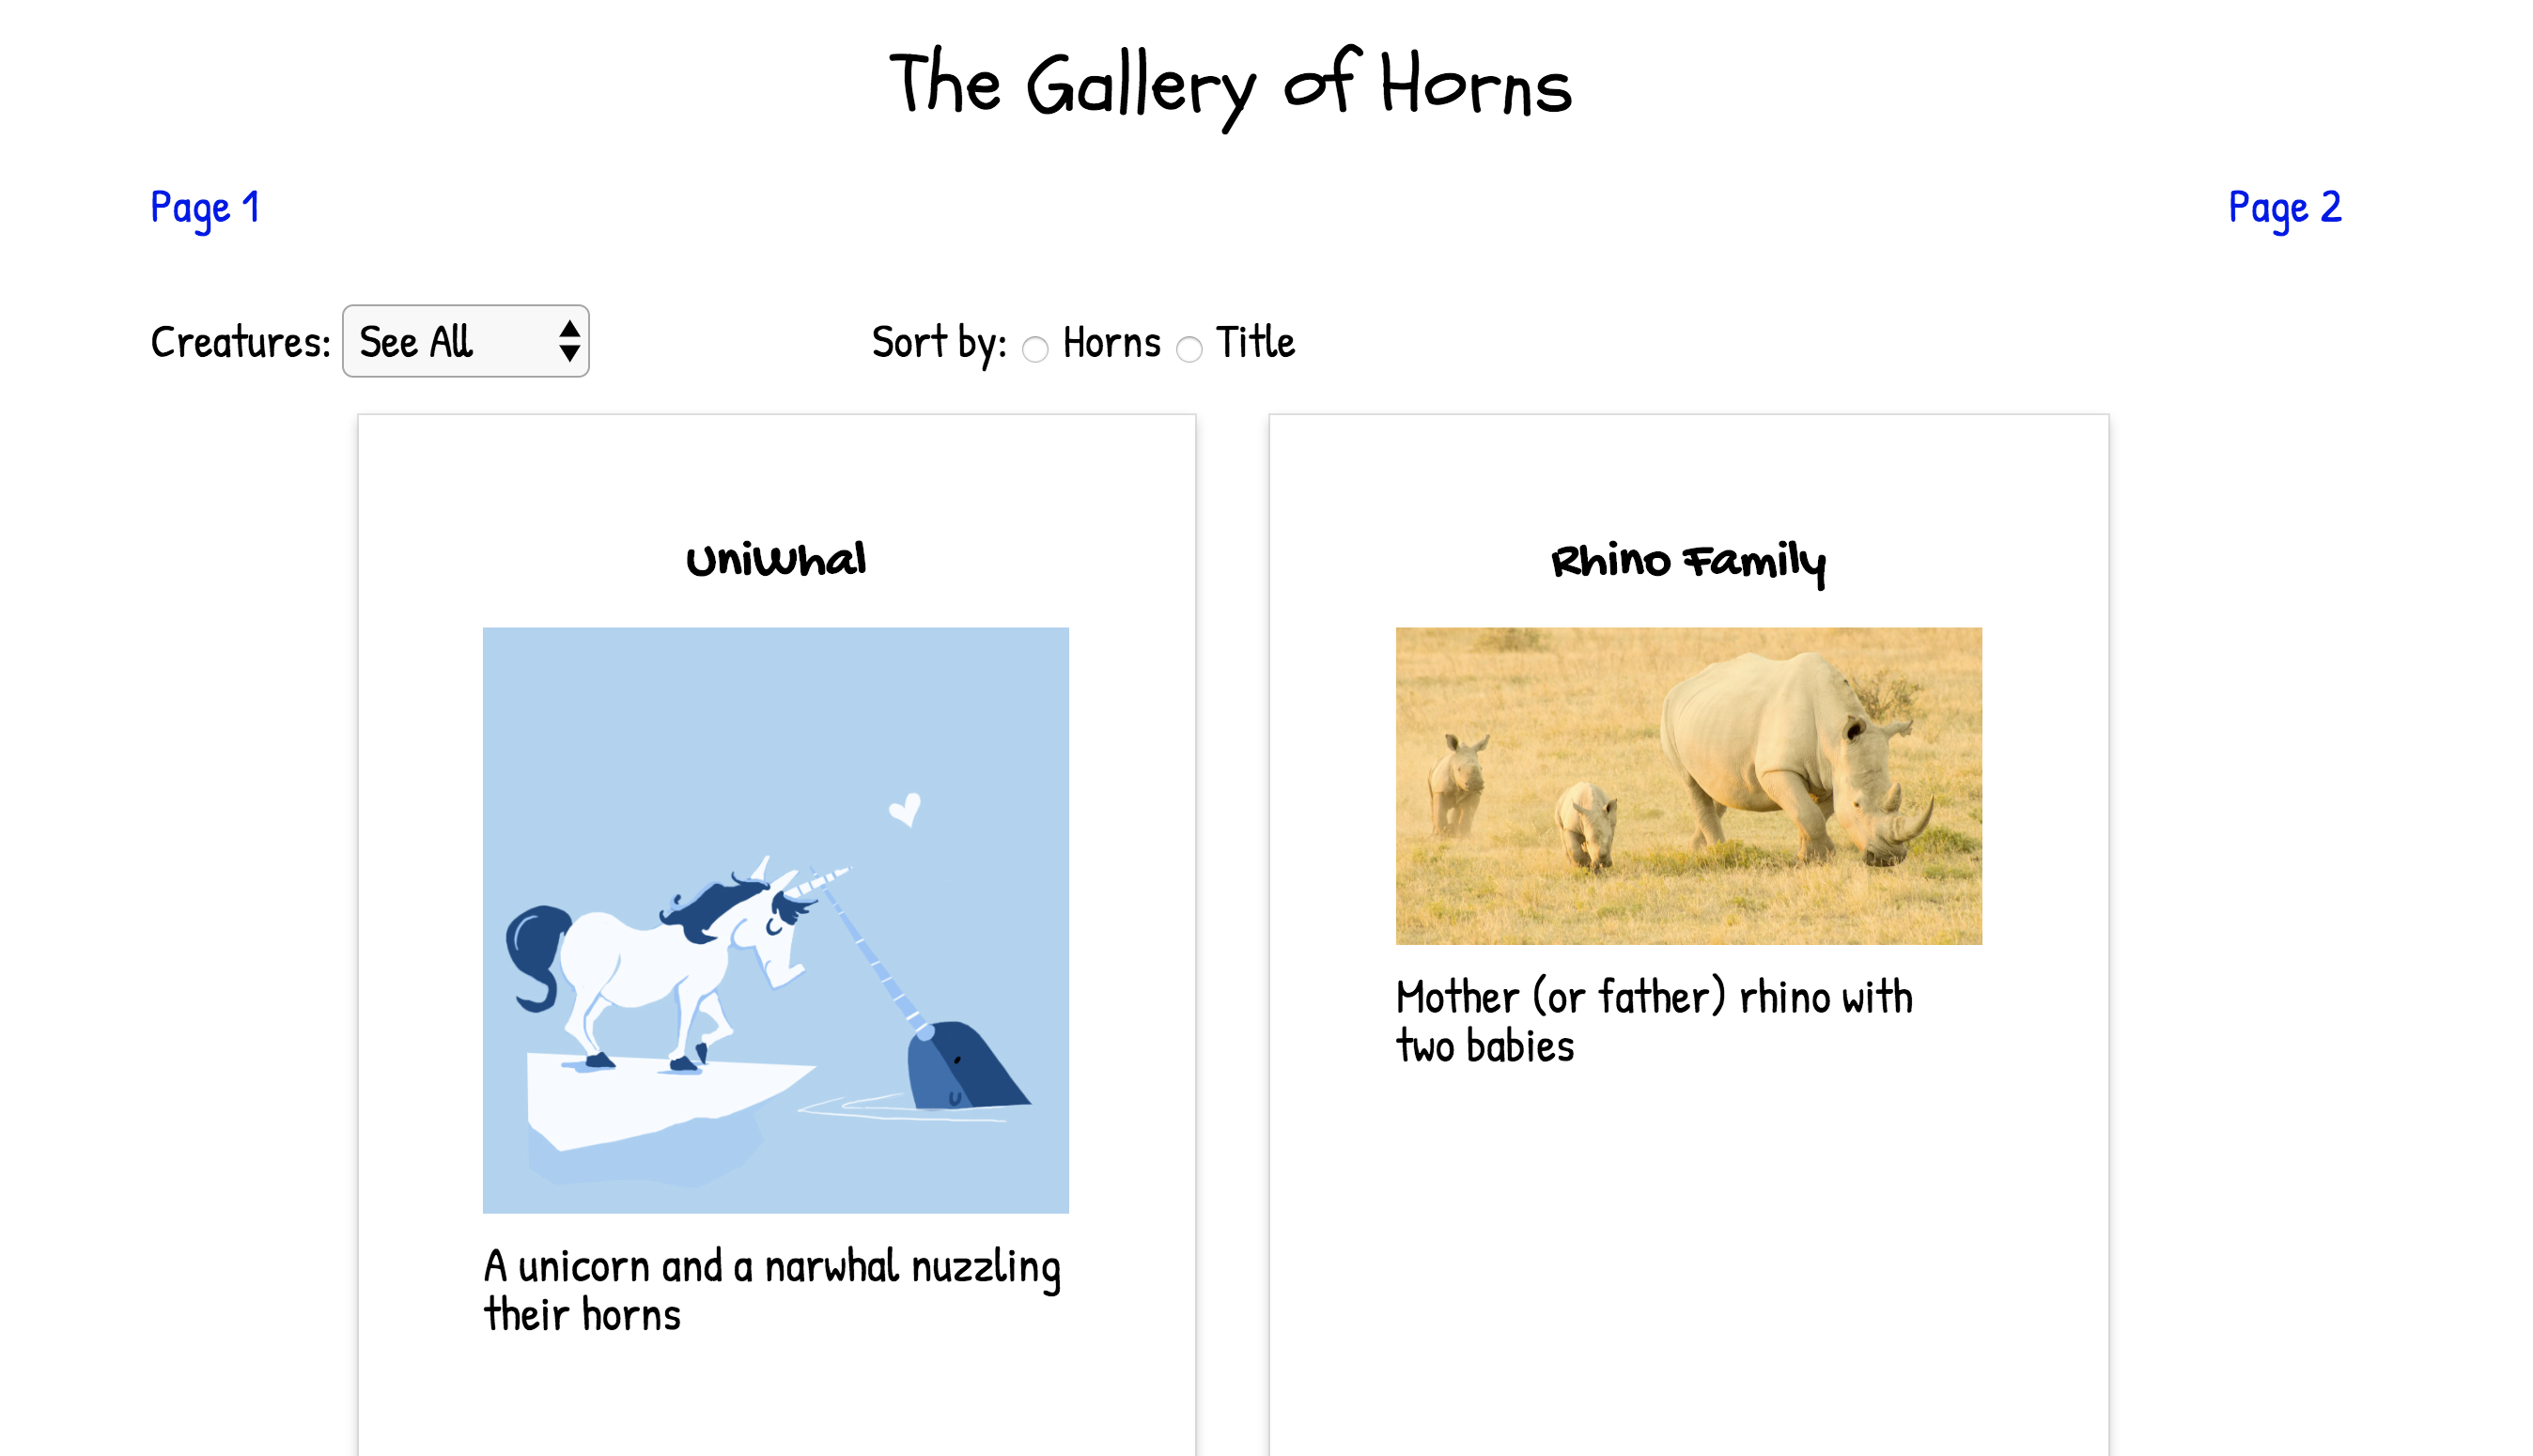 The Gallery of Horns
Page 1 Page 2
Creatures: See All Sort by: Horns Title
UniWhal
A unicorn and a narwhal nuzzling
their horns
Rhino Family
Mother (or father) rhino with
two babies